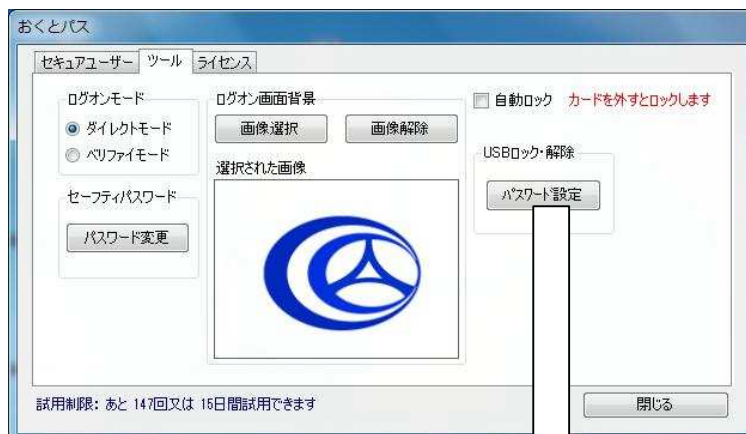 おくとパス
セキュアユーザー ツール ライセンス
ログオンモード
ダイレクトモード
ベリファイモード
セーフティパスワード
パスワード変更
ログオン画面背景
画像選択 画像解除
選択された画像
自動ロック カードを外すとロックします
USBロック・解除
パスワード設定
試用制限: あと 147回又は 15日間試用できます
閉じる